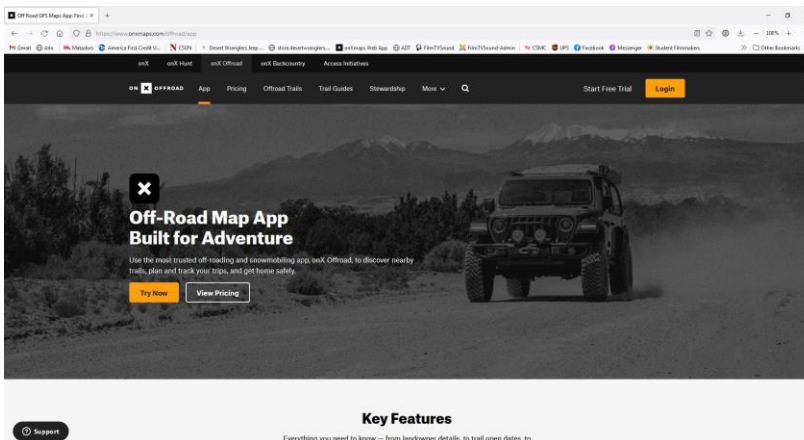 Off Road GPS Maps App: Find
https://www.onxmaps.com/offroad/app
100%
Gmail
Matadors
America First Credit U...
CSUN
Desert Wranglers Jeep ...
store.desertwranglers...
onXmaps Web App
ADT
FilmTVSound
FilmTVSound-Admin
CSMC
UPS
Facebook
Messenger
Student Filmmakers
Other Bookmarks
onX onX Hunt onX Offroad onX Backcountry Access Initiatives
ON X OFFROAD App Pricing Offroad Trails Trail Guides Stewardship More Start Free Trial Login
Off-Road Map App
Built for Adventure
Use the most trusted off-roading and snowmobiling app, onX Offroad, to discover nearby
trails, plan and track your trips, and get home safely.
Try Now View Pricing
Key Features
Support
Everything you need to know — from landowner details, to trail open dates, to